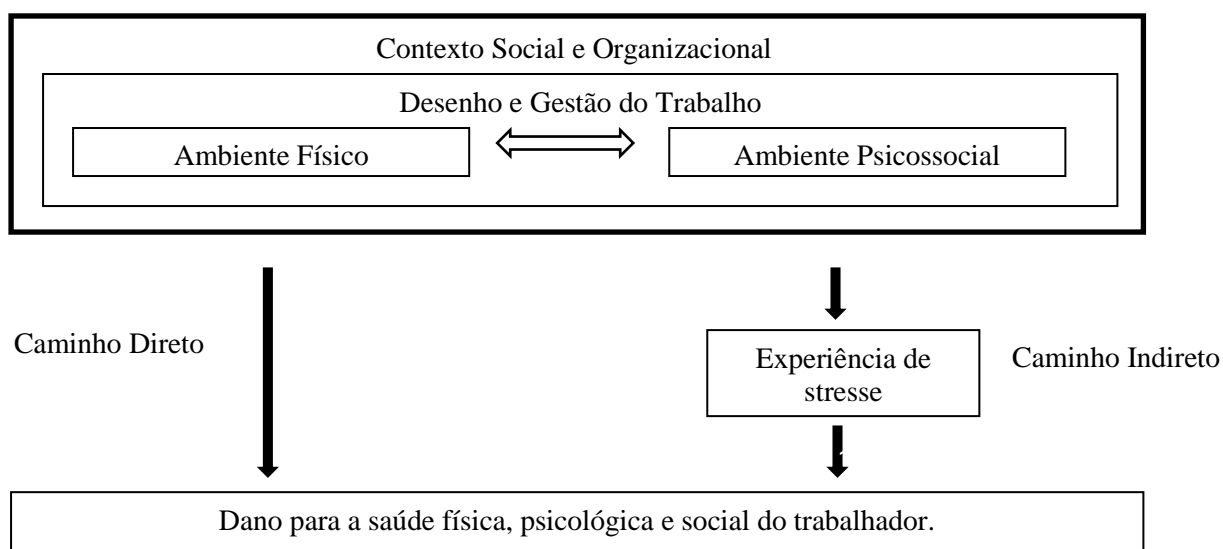 Contexto Social e Organizacional
Desenho e Gestão do Trabalho
Ambiente Físico
Ambiente Psicossocial
Caminho Direto
Experiência de
stresse
Caminho Indireto
Dano para a saúde física, psicológica e social do trabalhador.